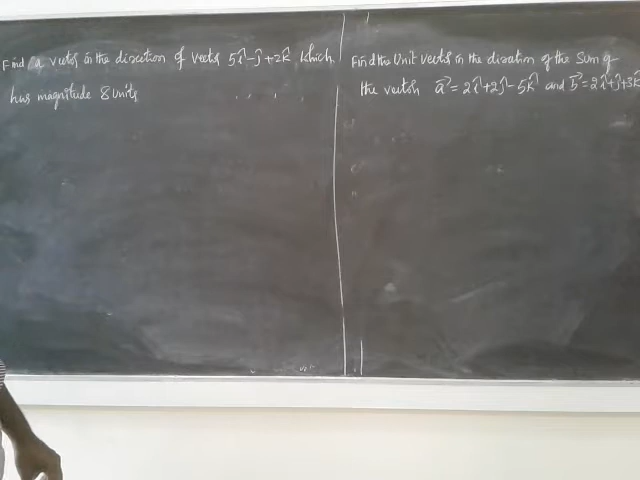 Find a vector in the direction of vector 5î-ĵ+2k̂ which
has magnitude 8 units
Find the Unit vector in the direction of the Sum of
the vectors a⃗ = 2î+2ĵ-5k̂ and b⃗=2î+ĵ+3k̂